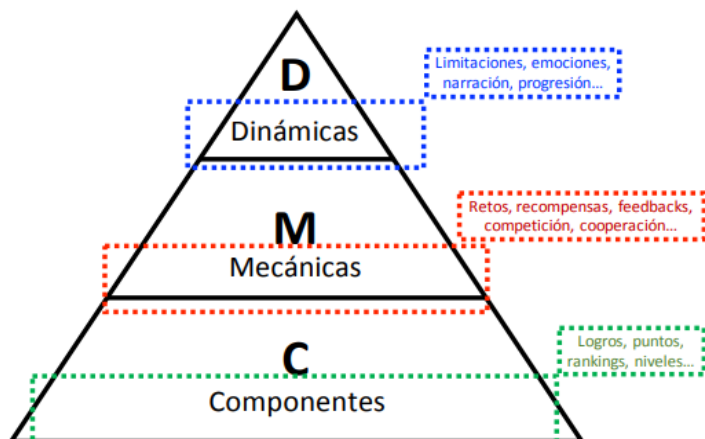 D
Dinámicas
Limitaciones, emociones,
narración, progresión...
M
Mecánicas
Retos, recompensas, feedbacks,
competición, cooperación...
C
Componentes
Logros, puntos,
rankings, niveles...